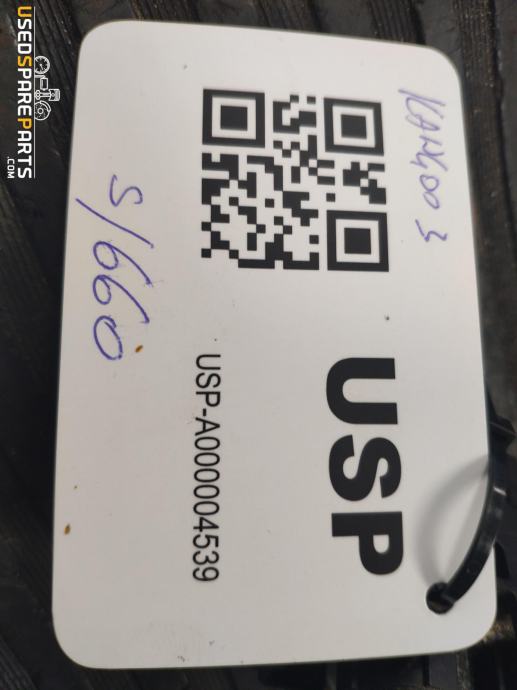 USEDSPAREPARTS
.COM
KANGOO 3
USP
USP-A000004539
S/660